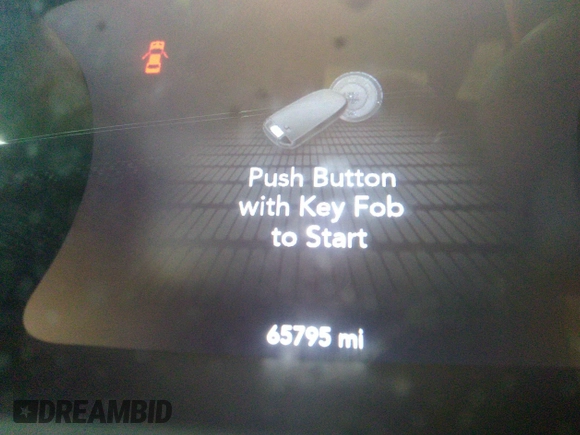 Push Button
with Key Fob
to Start
65795 mi
DREAMBID